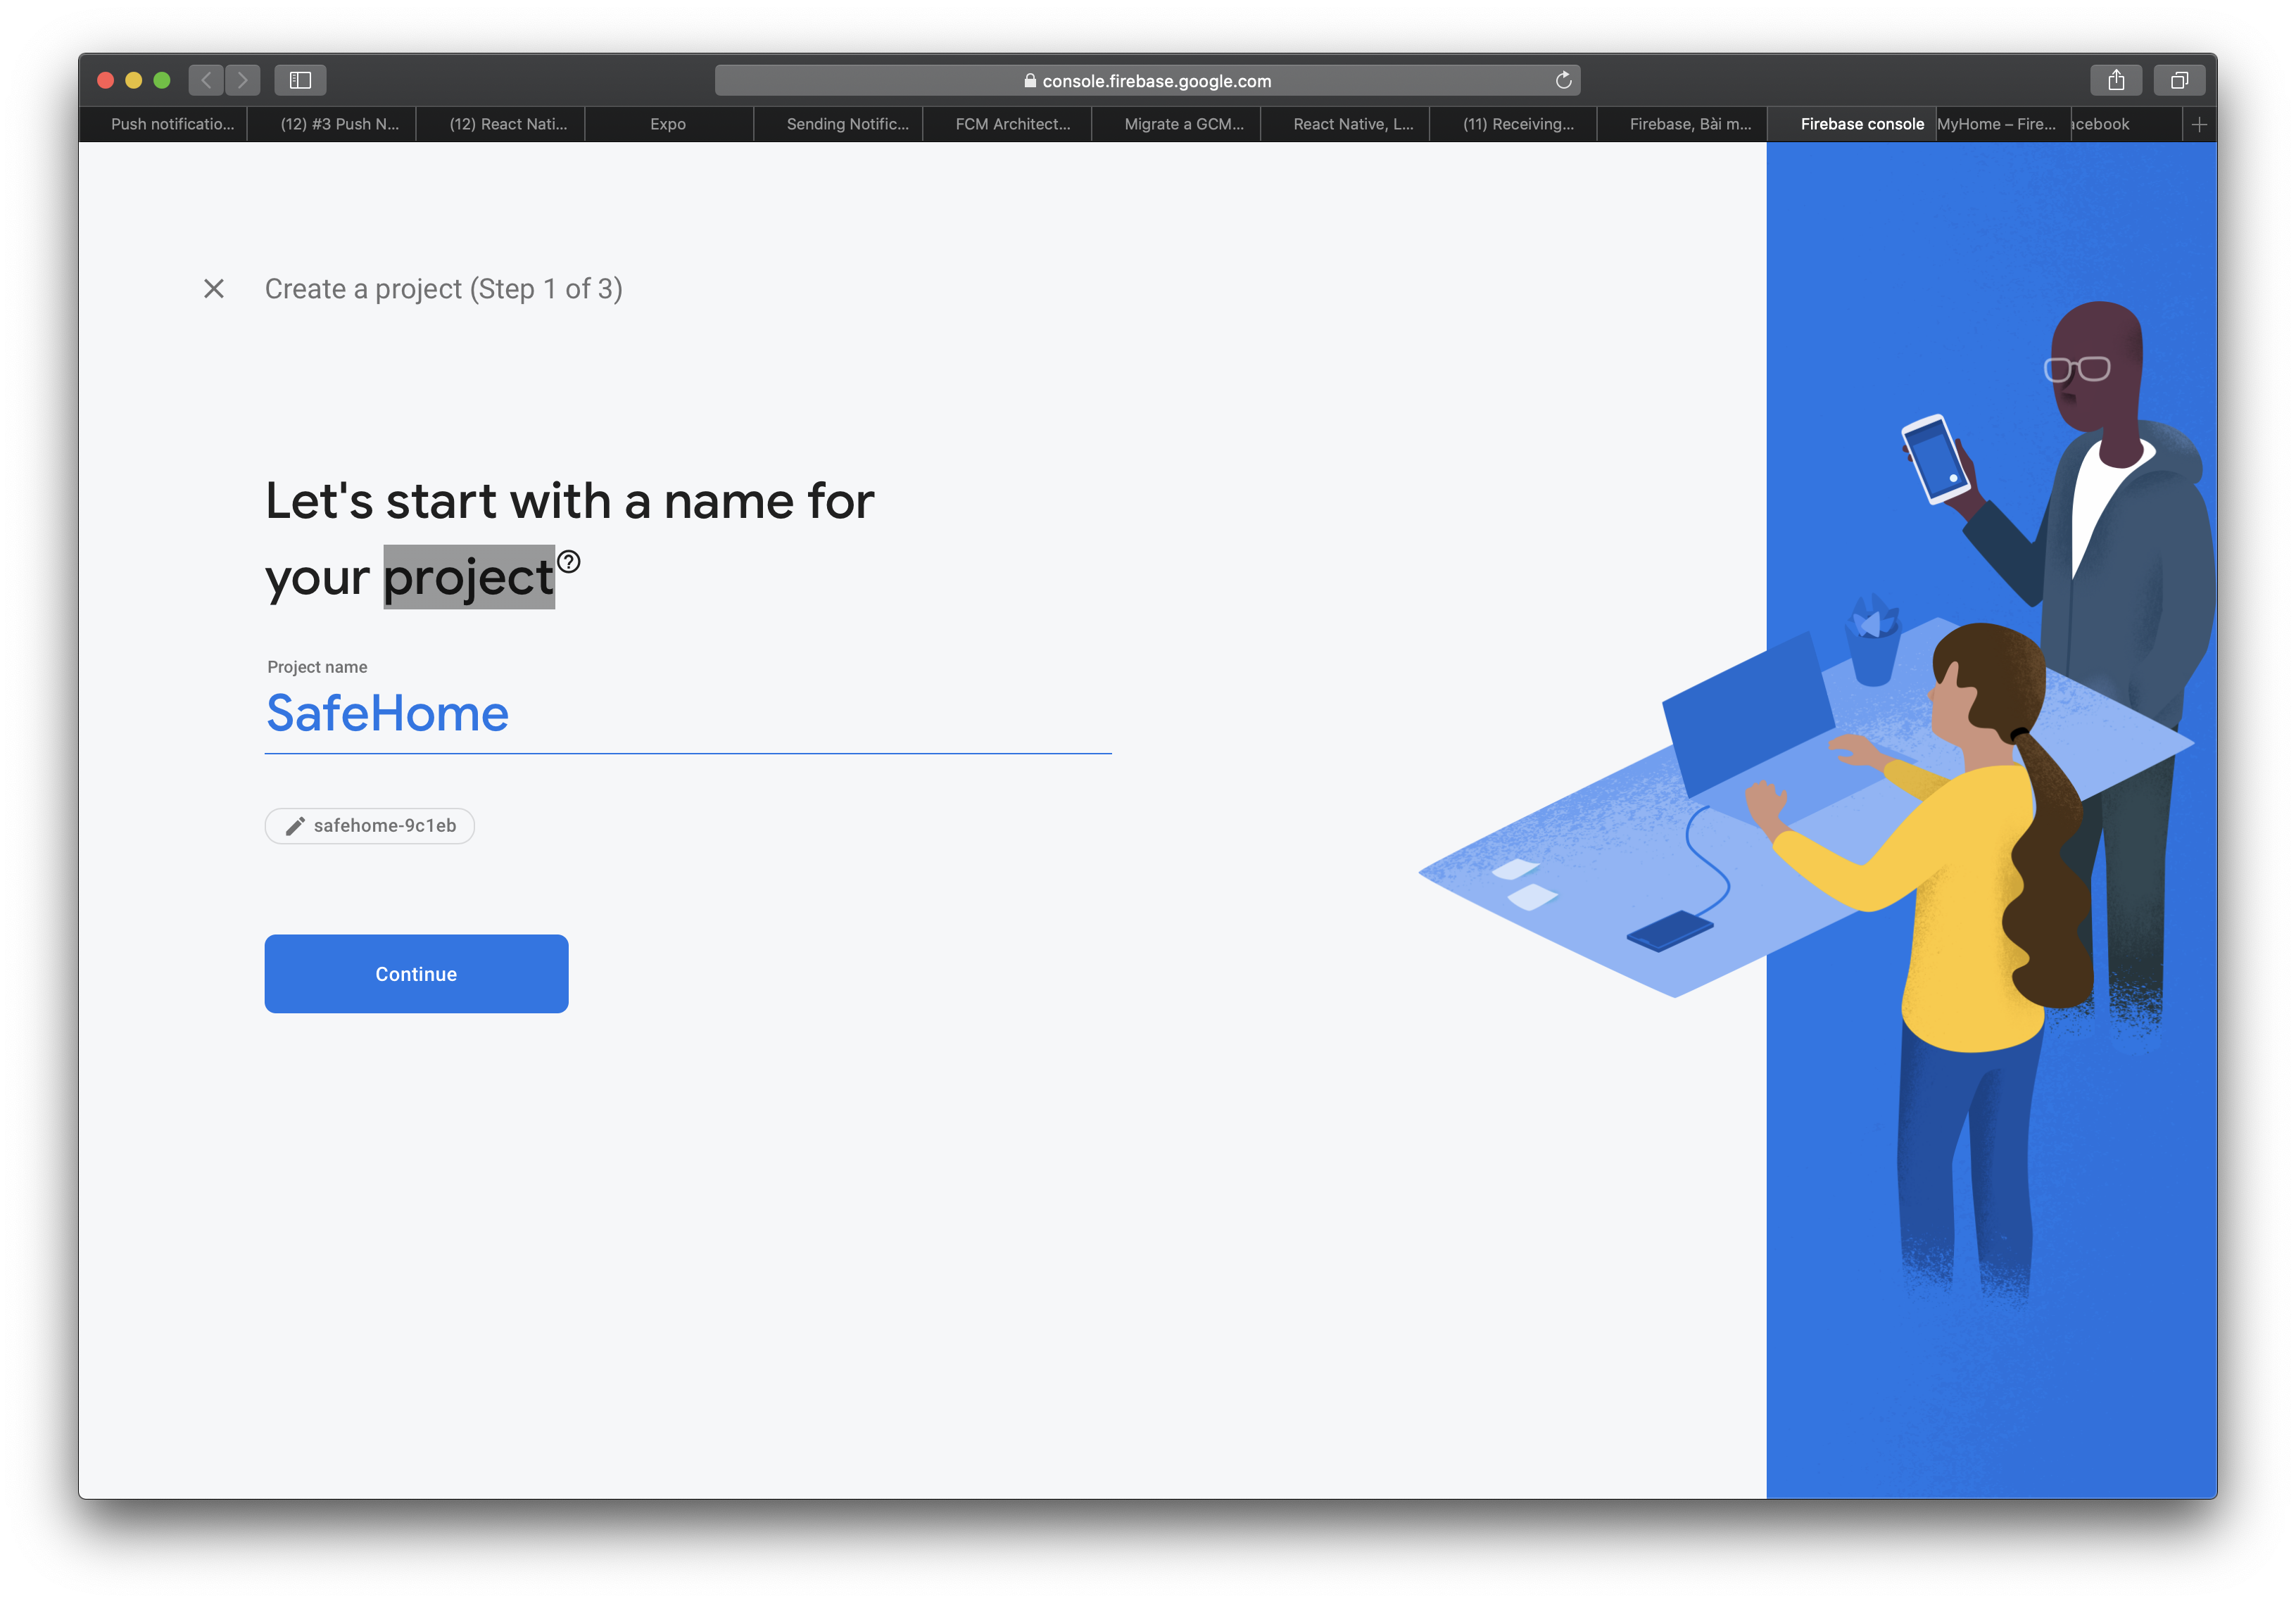 console.firebase.google.com
Push notificatio...
(12) #3 Push N...
(12) React Nati...
Expo
Sending Notific...
FCM Architect...
Migrate a GCM...
React Native, L...
(11) Receiving...
Firebase, Bài m...
Firebase console
MyHome – Fire...
acebook
Create a project (Step 1 of 3)
Let's start with a name for
your project
Project name
SafeHome
safehome-9c1eb
Continue